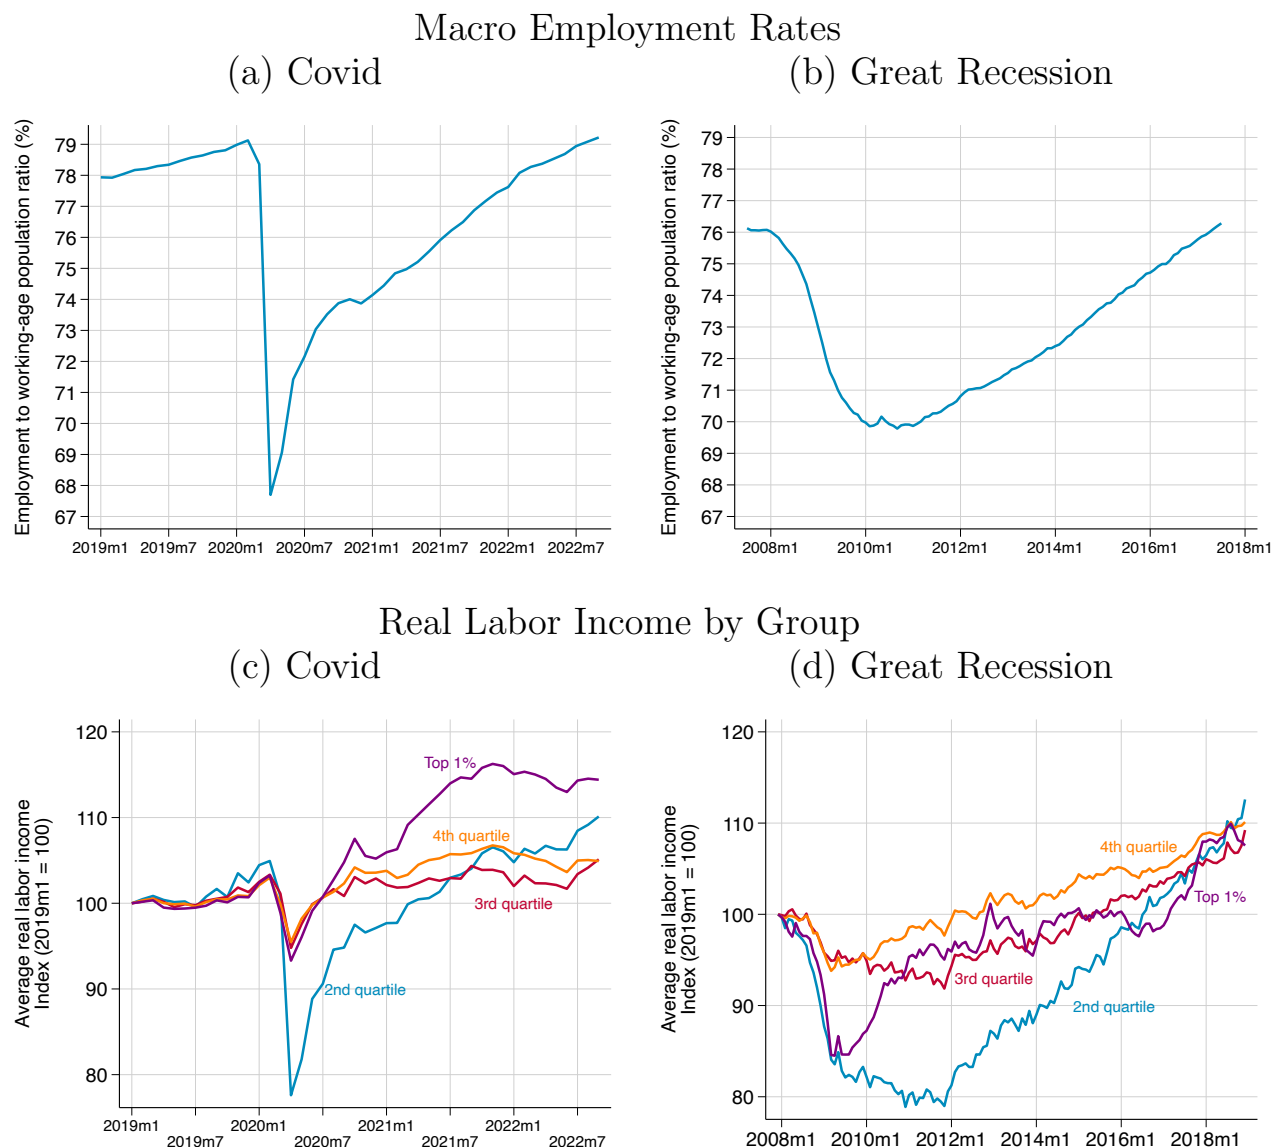 Macro Employment Rates
(a) Covid
(b) Great Recession
Employment to working-age population ratio (%)
79
78
77
76
75
74
73
72
71
70
69
68
67
2019m1 2019m7 2020m1 2020m7 2021m1 2021m7 2022m1 2022m7
Employment to working-age population ratio (%)
79
78
77
76
75
74
73
72
71
70
69
68
67
2008m1 2010m1 2012m1 2014m1 2016m1 2018m1
Real Labor Income by Group
(c) Covid
(d) Great Recession
Average real labor income
Index (2019m1 = 100)
120
110
100
90
80
Top 1%
4th quartile
3rd quartile
2nd quartile
2019m1 2020m1 2021m1 2022m1
2019m7 2020m7 2021m7 2022m7
Average real labor income
Index (2019m1 = 100)
120
110
100
90
80
4th quartile
Top 1%
3rd quartile
2nd quartile
2008m1 2010m1 2012m1 2014m1 2016m1 2018m1